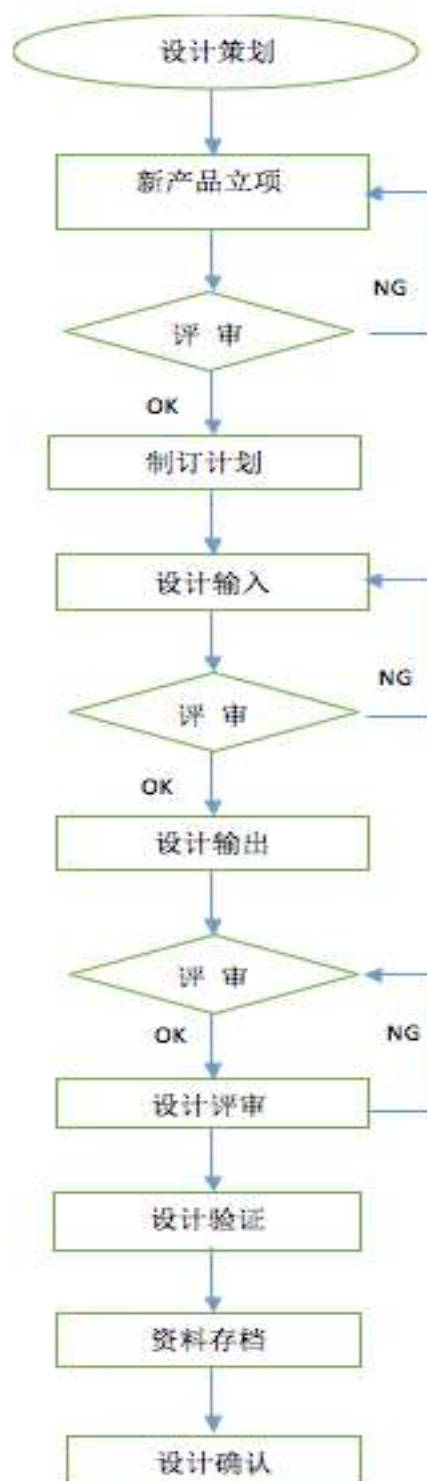 设计策划
新产品立项
NG
评 审
OK
制订计划
设计输入
NG
评 审
OK
设计输出
评 审
OK
NG
设计评审
设计验证
资料存档
设计确认